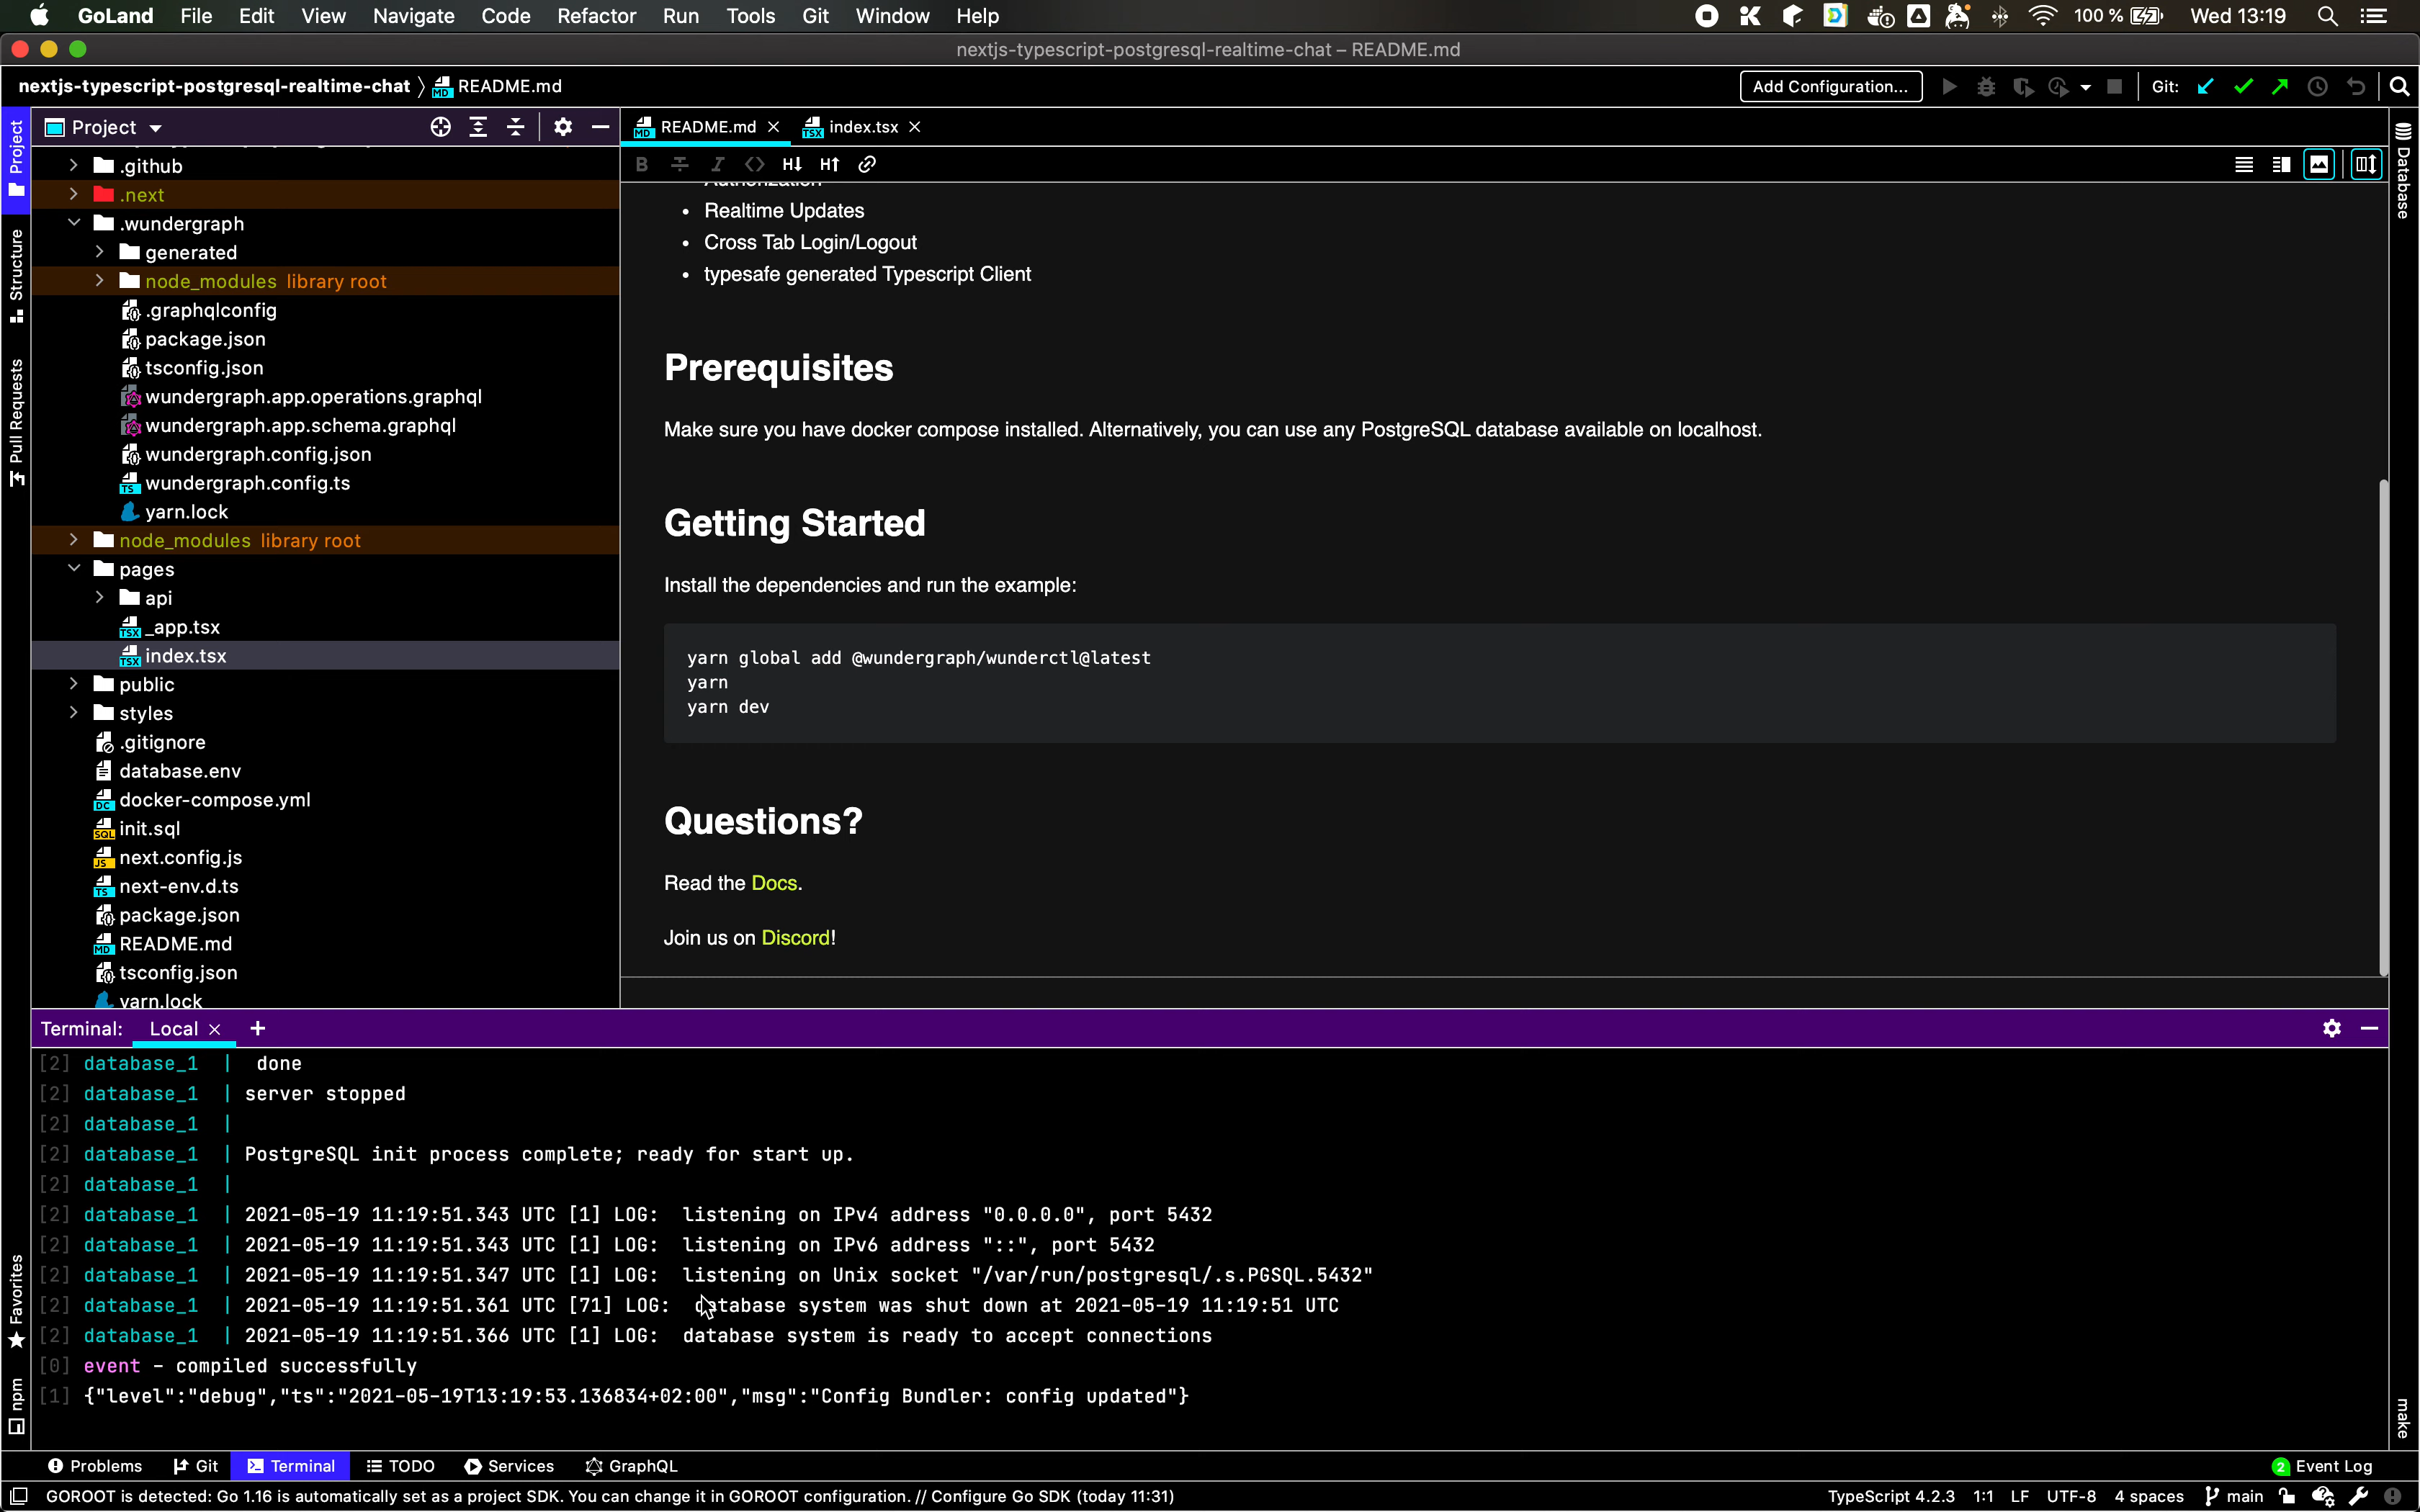 GoLand File Edit View Navigate Code Refactor Run Tools Git Window Help 100 % Wed 13:19
nextjs-typescript-postgresql-realtime-chat – README.md
nextjs-typescript-postgresql-realtime-chat README.md Add Configuration... Git:
Project README.md index.tsx
Project
Structure
Pull Requests
Favorites
npm
.github
.next
.wundergraph
generated
node_modules library root
.graphqlconfig
package.json
tsconfig.json
wundergraph.app.operations.graphql
wundergraph.app.schema.graphql
wundergraph.config.json
wundergraph.config.ts
yarn.lock
node_modules library root
pages
api
_app.tsx
index.tsx
public
styles
.gitignore
database.env
docker-compose.yml
init.sql
next.config.js
next-env.d.ts
package.json
README.md
tsconfig.json
yarn.lock
Authorization
• Realtime Updates
• Cross Tab Login/Logout
• typesafe generated Typescript Client
Prerequisites
Make sure you have docker compose installed. Alternatively, you can use any PostgreSQL database available on localhost.
Getting Started
Install the dependencies and run the example:
yarn global add @wundergraph/wunderctl@latest
yarn
yarn dev
Questions?
Read the Docs.
Join us on Discord!
Database
make
Terminal: Local
[2] database_1 | done
[2] database_1 | server stopped
[2] database_1 |
[2] database_1 | PostgreSQL init process complete; ready for start up.
[2] database_1 |
[2] database_1 | 2021-05-19 11:19:51.343 UTC [1] LOG: listening on IPv4 address "0.0.0.0", port 5432
[2] database_1 | 2021-05-19 11:19:51.343 UTC [1] LOG: listening on IPv6 address "::", port 5432
[2] database_1 | 2021-05-19 11:19:51.347 UTC [1] LOG: listening on Unix socket "/var/run/postgresql/.s.PGSQL.5432"
[2] database_1 | 2021-05-19 11:19:51.361 UTC [71] LOG: database system was shut down at 2021-05-19 11:19:51 UTC
[2] database_1 | 2021-05-19 11:19:51.366 UTC [1] LOG: database system is ready to accept connections
[0] event - compiled successfully
[1] {"level":"debug","ts":"2021-05-19T13:19:53.136834+02:00","msg":"Config Bundler: config updated"}
Problems Git Terminal TODO Services GraphQL 2 Event Log
GOROOT is detected: Go 1.16 is automatically set as a project SDK. You can change it in GOROOT configuration. // Configure Go SDK (today 11:31) TypeScript 4.2.3 1:1 LF UTF-8 4 spaces main